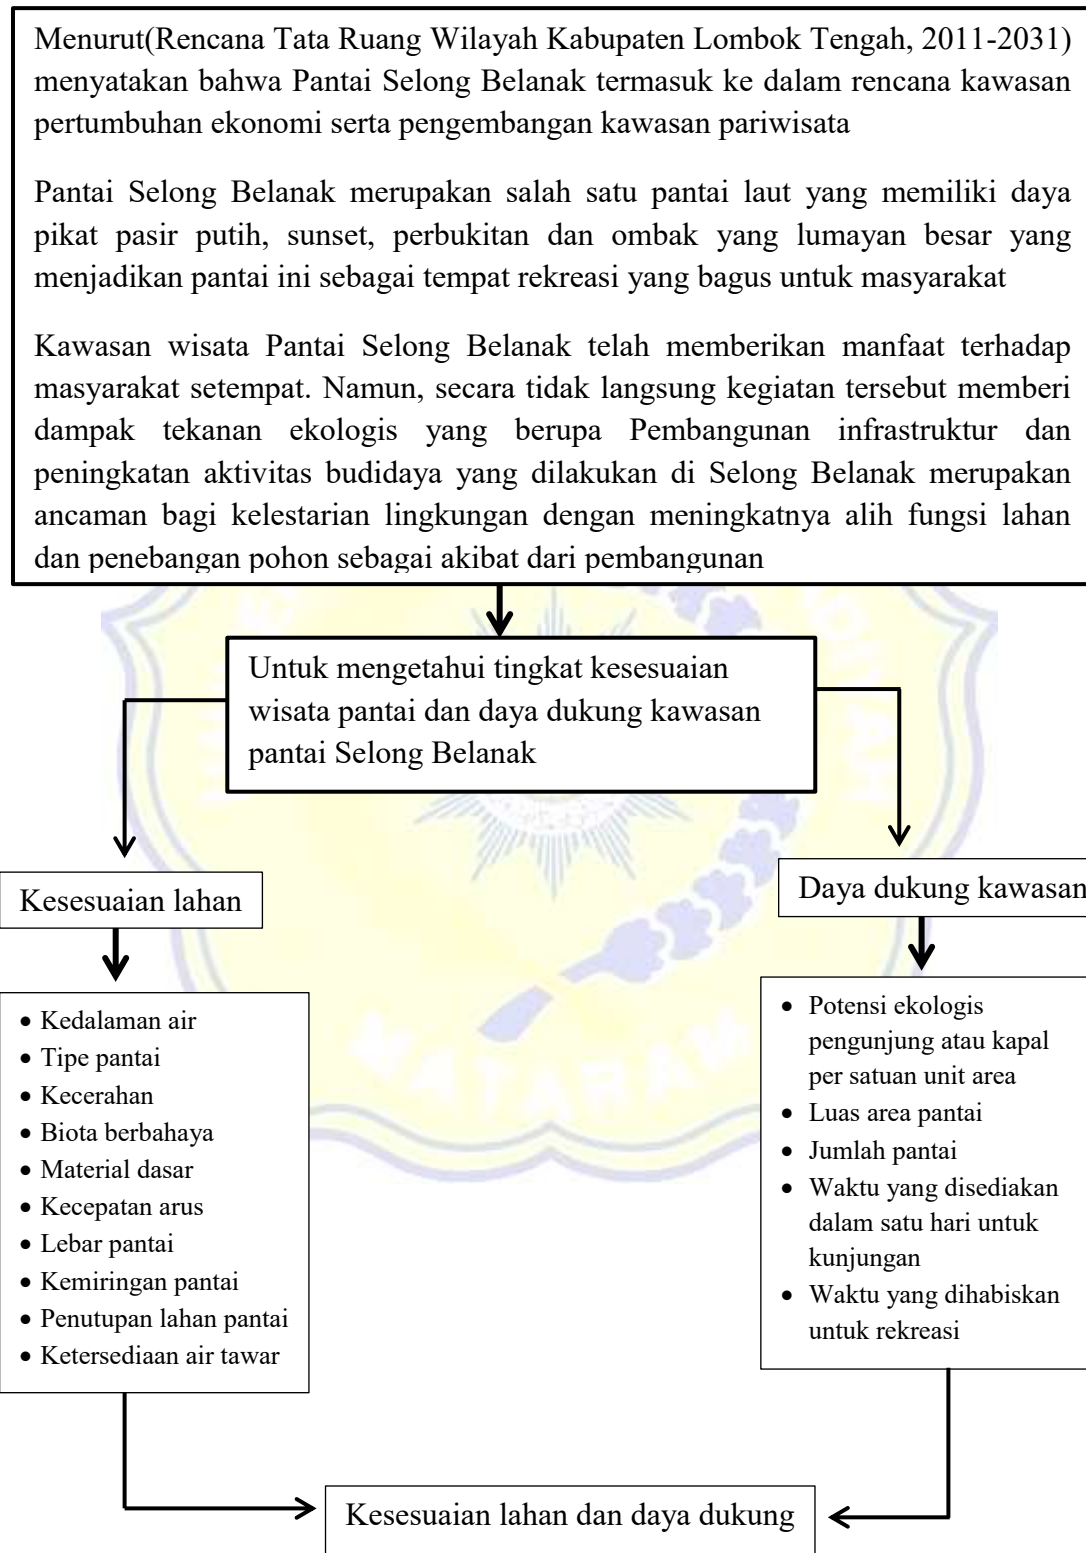 Menurut(Rencana Tata Ruang Wilayah Kabupaten Lombok Tengah, 2011-2031)
menyatakan bahwa Pantai Selong Belanak termasuk ke dalam rencana kawasan
pertumbuhan ekonomi serta pengembangan kawasan pariwisata
Pantai Selong Belanak merupakan salah satu pantai laut yang memiliki daya
pikat pasir putih, sunset, perbukitan dan ombak yang lumayan besar yang
menjadikan pantai ini sebagai tempat rekreasi yang bagus untuk masyarakat
Kawasan wisata Pantai Selong Belanak telah memberikan manfaat terhadap
masyarakat setempat. Namun, secara tidak langsung kegiatan tersebut memberi
dampak tekanan ekologis yang berupa Pembangunan infrastruktur dan
peningkatan aktivitas budidaya yang dilakukan di Selong Belanak merupakan
ancaman bagi kelestarian lingkungan dengan meningkatnya alih fungsi lahan
dan penebangan pohon sebagai akibat dari pembangunan
Untuk mengetahui tingkat kesesuaian
wisata pantai dan daya dukung kawasan
pantai Selong Belanak
Kesesuaian lahan
• Kedalaman air
• Tipe pantai
• Kecerahan
• Biota berbahaya
• Material dasar
• Kecepatan arus
• Lebar pantai
• Kemiringan pantai
• Penutupan lahan pantai
• Ketersediaan air tawar
Daya dukung kawasan
• Potensi ekologis
pengunjung atau kapal
per satuan unit area
• Luas area pantai
• Jumlah pantai
• Waktu yang disediakan
dalam satu hari untuk
kunjungan
• Waktu yang dihabiskan
untuk rekreasi
Kesesuaian lahan dan daya dukung
MATARAM